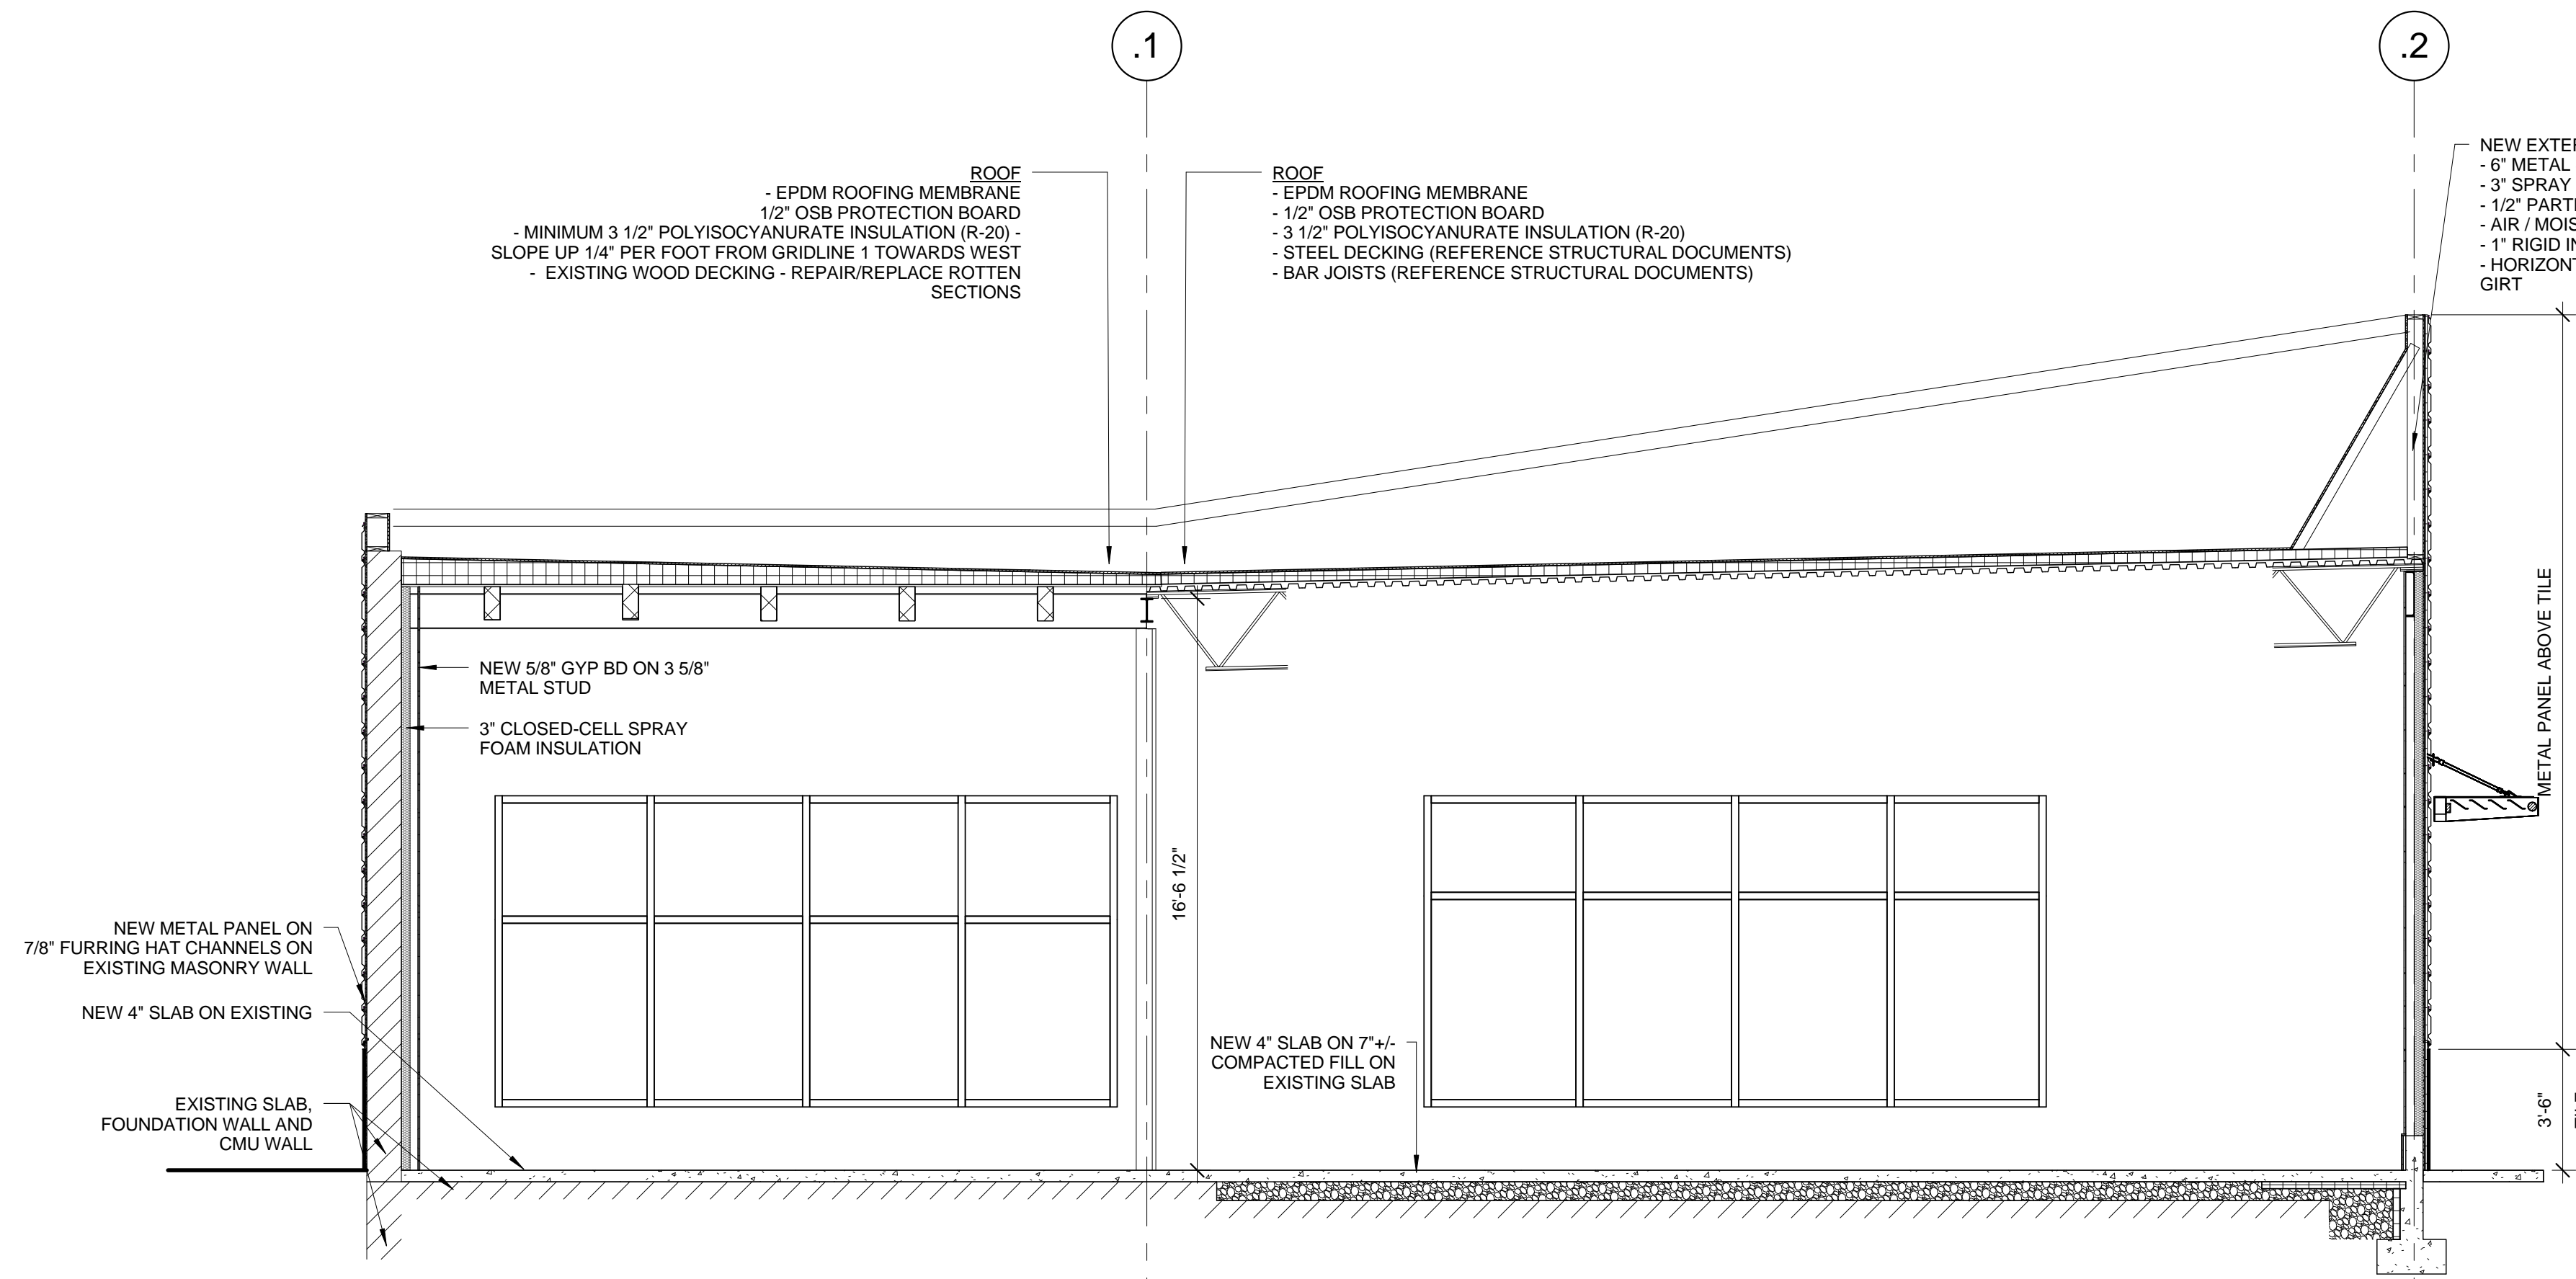 .1
.2
ROOF
- EPDM ROOFING MEMBRANE
1/2" OSB PROTECTION BOARD
- MINIMUM 3 1/2" POLYISOCYANURATE INSULATION (R-20) -
SLOPE UP 1/4" PER FOOT FROM GRIDLINE 1 TOWARDS WEST
- EXISTING WOOD DECKING - REPAIR/REPLACE ROTTEN
SECTIONS
ROOF
- EPDM ROOFING MEMBRANE
- 1/2" OSB PROTECTION BOARD
- 3 1/2" POLYISOCYANURATE INSULATION (R-20)
- STEEL DECKING (REFERENCE STRUCTURAL DOCUMENTS)
- BAR JOISTS (REFERENCE STRUCTURAL DOCUMENTS)
NEW
- 6" METAL
- 3" SPRAY
- 1/2"
- AIR /
- 1" RIGID
-
GIRT
NEW 5/8" GYP BD ON 3 5/8"
METAL STUD
3" CLOSED-CELL SPRAY
FOAM INSULATION
METAL PANEL ABOVE TILE
16'-6 1/2"
NEW METAL PANEL ON
7/8" FURRING HAT CHANNELS ON
EXISTING MASONRY WALL
NEW 4" SLAB ON EXISTING
NEW 4" SLAB ON 7"+/-
COMPACTED FILL ON
EXISTING SLAB
EXISTING SLAB,
FOUNDATION WALL AND
CMU WALL
3'-6"